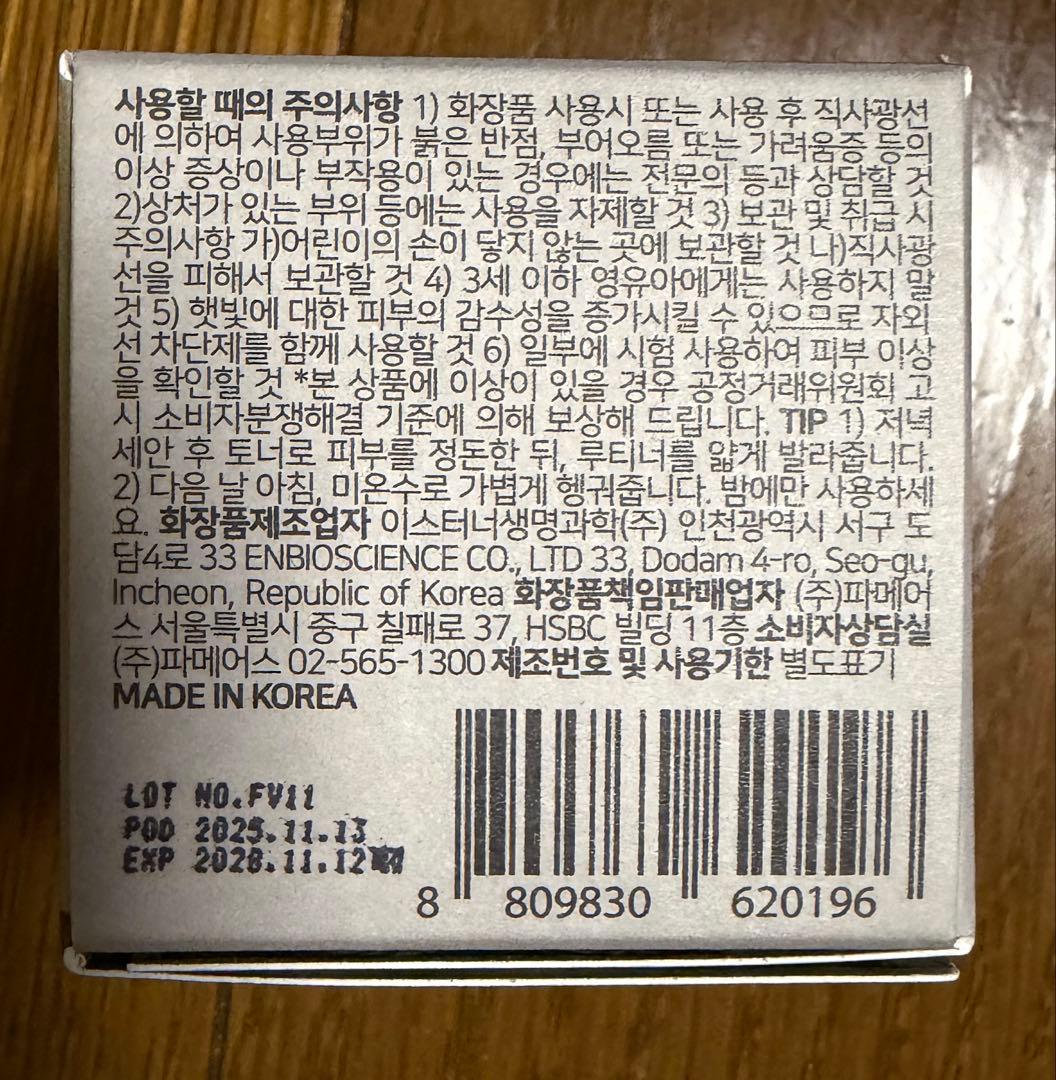 사용할 때의 주의사항 1) 화장품 사용시 또는 사용 후 직사광선
에 의하여 사용부위가 붉은 반점, 부어오름 또는 가려움증 등의
이상 증상이나 부작용이 있는 경우에는 전문의 등과 상담할 것
2)상처가 있는 부위 등에는 사용을 자제할 것 3) 보관 및 취급 시
주의사항 가)어린이의 손이 닿지 않는 곳에 보관할 것 나)직사광
선을 피해서 보관할 것 4) 3세 이하 영유아에게는 사용하지 말
것 5) 햇빛에 대한 피부의 감수성을 증가시킬 수 있으므로 자외
선 차단제를 함께 사용할 것 6) 일부에 시험 사용하여 피부 이상
을 확인할 것 *본 상품에 이상이 있을 경우 공정거래위원회 고
시 소비자분쟁해결 기준에 의해 보상해 드립니다. TIP 1) 저녁
세안 후 토너로 피부를 정돈한 뒤, 루티너를 얇게 발라줍니다.
2) 다음 날 아침, 미온수로 가볍게 헹궈줍니다. 밤에만 사용하세
요. 화장품제조업자 이스터너생명과학(주) 인천광역시 서구 도
담4로 33 ENBIOSCIENCE CO., LTD 33, Dodam 4-ro, Seo-gu,
Incheon, Republic of Korea 화장품책임판매업자 (주)파메어
스 서울특별시 중구 칠패로 37, HSBC 빌딩 11층 소비자상담실
(주)파메어스 02-565-1300 제조번호 및 사용기한 별도표기
MADE IN KOREA
LOT NO.FV11
POD 2025.11.13
EXP 2028.11.12
8 809830 620196